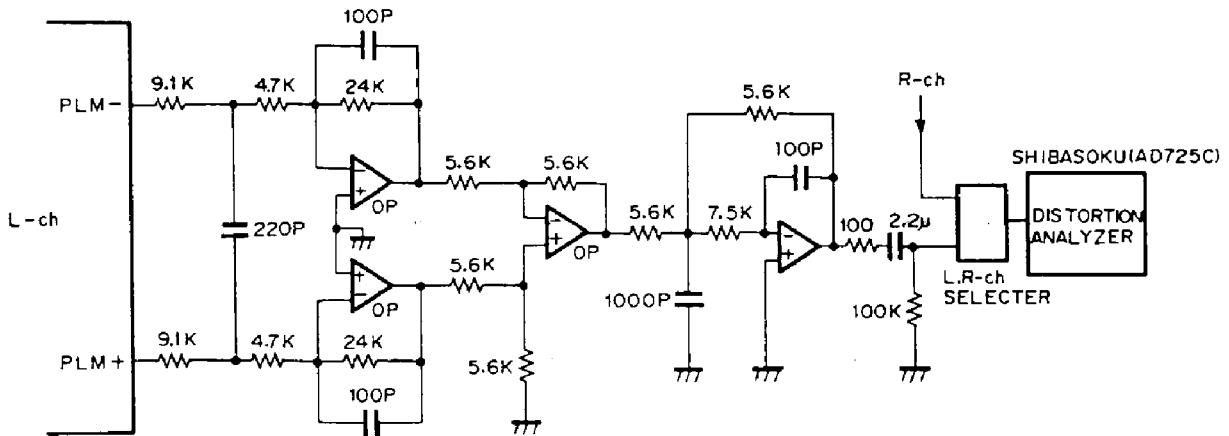 100P
9.1K
4.7K
24K
PLM-
5.6K
5.6K
OP
L-ch
220P
OP
OP
5.6K
9.1K
4.7K
24K
PLM+
100P
5.6K
5.6K
7.5K
1000P
5.6K
100P
100
2.2μ
100K
R-ch
L.R-ch
SELECTER
SHIBASOKU(AD725C)
DISTORTION
ANALYZER
- + + - - + - +